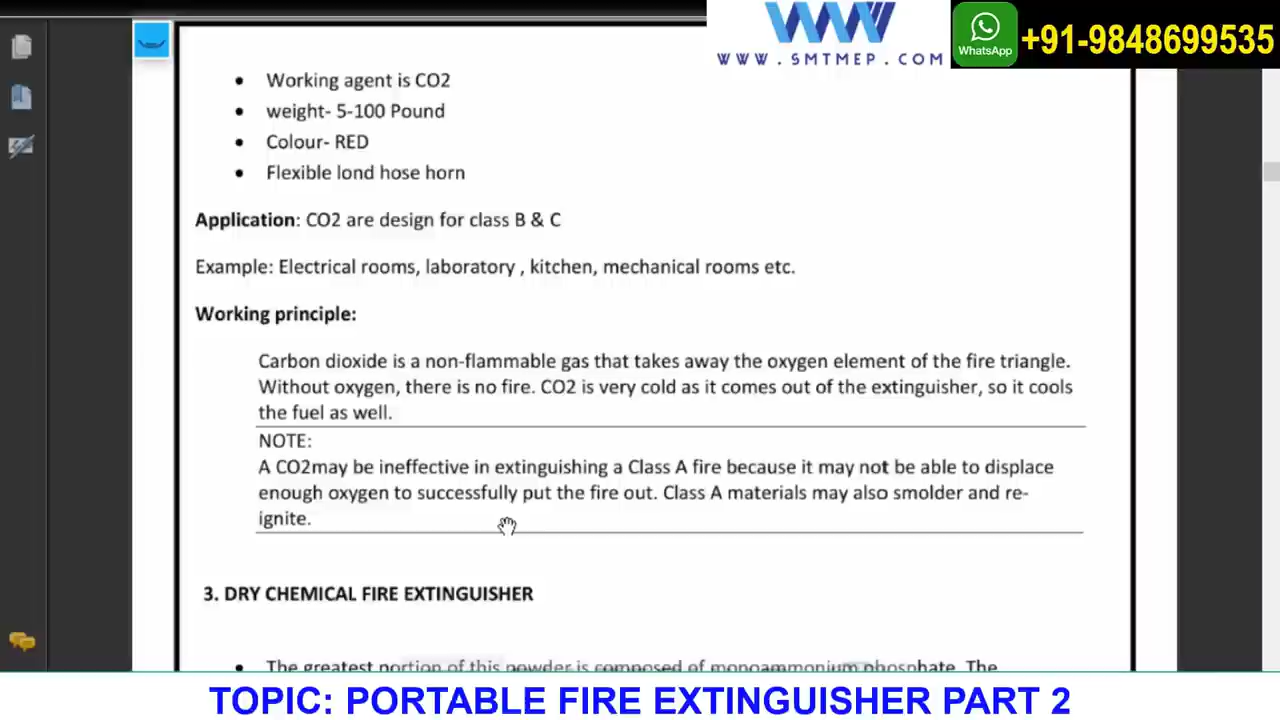 WWW.SMTMEP.COM
WhatsApp
+91-9848699535
• Working agent is CO2
• weight- 5-100 Pound
• Colour- RED
• Flexible lond hose horn
Application: CO2 are design for class B & C
Example: Electrical rooms, laboratory , kitchen, mechanical rooms etc.
Working principle:
Carbon dioxide is a non-flammable gas that takes away the oxygen element of the fire triangle.
Without oxygen, there is no fire. CO2 is very cold as it comes out of the extinguisher, so it cools
the fuel as well.
NOTE:
A CO2may be ineffective in extinguishing a Class A fire because it may not be able to displace
enough oxygen to successfully put the fire out. Class A materials may also smolder and re-
ignite.
3. DRY CHEMICAL FIRE EXTINGUISHER
• The greatest portion of this powder is composed of monoammonium phosphate. The
TOPIC: PORTABLE FIRE EXTINGUISHER PART 2